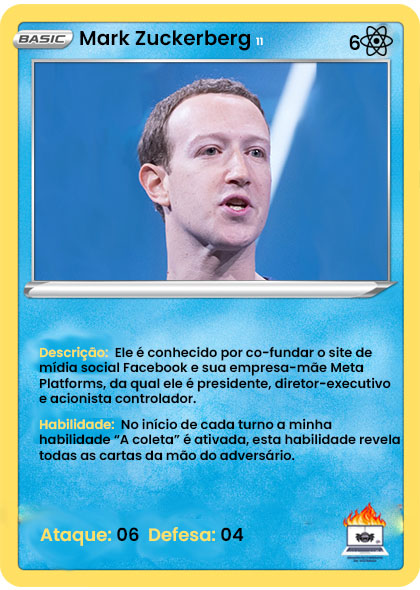 BASIC Mark Zuckerberg 11 6
Descrição: Ele é conhecido por co-fundar o site de
mídia social Facebook e sua empresa-mãe Meta
Platforms, da qual ele é presidente, diretor-executivo
e acionista controlador.
Habilidade: No início de cada turno a minha
habilidade “A coleta” é ativada, esta habilidade revela
todas as cartas da mão do adversário.
Ataque: 06 Defesa: 04